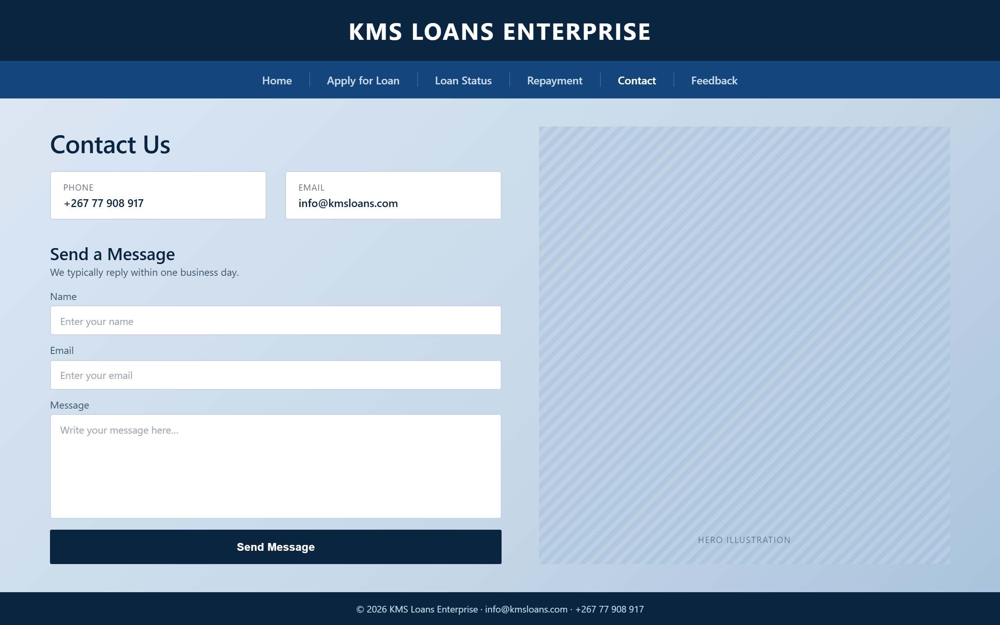 KMS LOANS ENTERPRISE
Home
Apply for Loan
Loan Status
Repayment
Contact
Feedback
Contact Us
PHONE
+267 77 908 917
EMAIL
info@kmsloans.com
Send a Message
We typically reply within one business day.
Name
Enter your name
Email
Enter your email
Message
Write your message here...
Send Message
HERO ILLUSTRATION
© 2026 KMS Loans Enterprise · info@kmsloans.com · +267 77 908 917